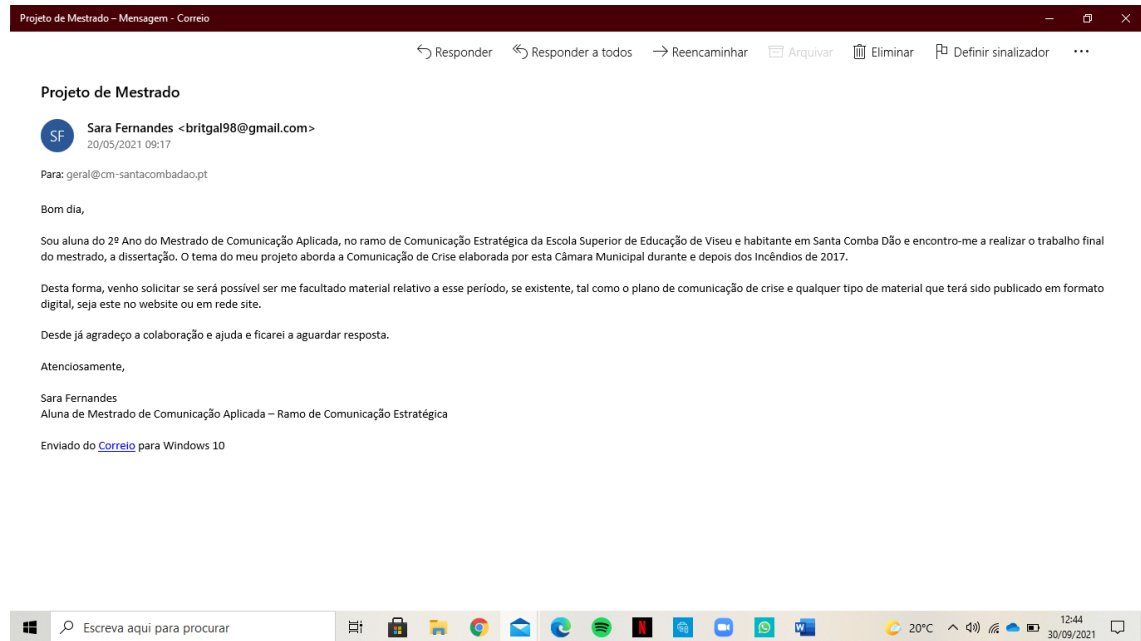 Projeto de Mestrado – Mensagem - Correio
Responder
Responder a todos
Reencaminhar
Arquivar
Eliminar
Definir sinalizador
Projeto de Mestrado
SF
Sara Fernandes <britgal98@gmail.com>
20/05/2021 09:17
Para: geral@cm-santacombadao.pt
Bom dia,
Sou aluna do 2º Ano do Mestrado de Comunicação Aplicada, no ramo de Comunicação Estratégica da Escola Superior de Educação de Viseu e habitante em Santa Comba Dão e encontro-me a realizar o trabalho final
do mestrado, a dissertação. O tema do meu projeto aborda a Comunicação de Crise elaborada por esta Câmara Municipal durante e depois dos Incêndios de 2017.
Desta forma, venho solicitar se será possível ser me facultado material relativo a esse período, se existente, tal como o plano de comunicação de crise e qualquer tipo de material que terá sido publicado em formato
digital, seja este no website ou em rede site.
Desde já agradeço a colaboração e ajuda e ficarei a aguardar resposta.
Atenciosamente,
Sara Fernandes
Aluna de Mestrado de Comunicação Aplicada – Ramo de Comunicação Estratégica
Enviado do Correio para Windows 10
Escreva aqui para procurar
20°C
12:44
30/09/2021